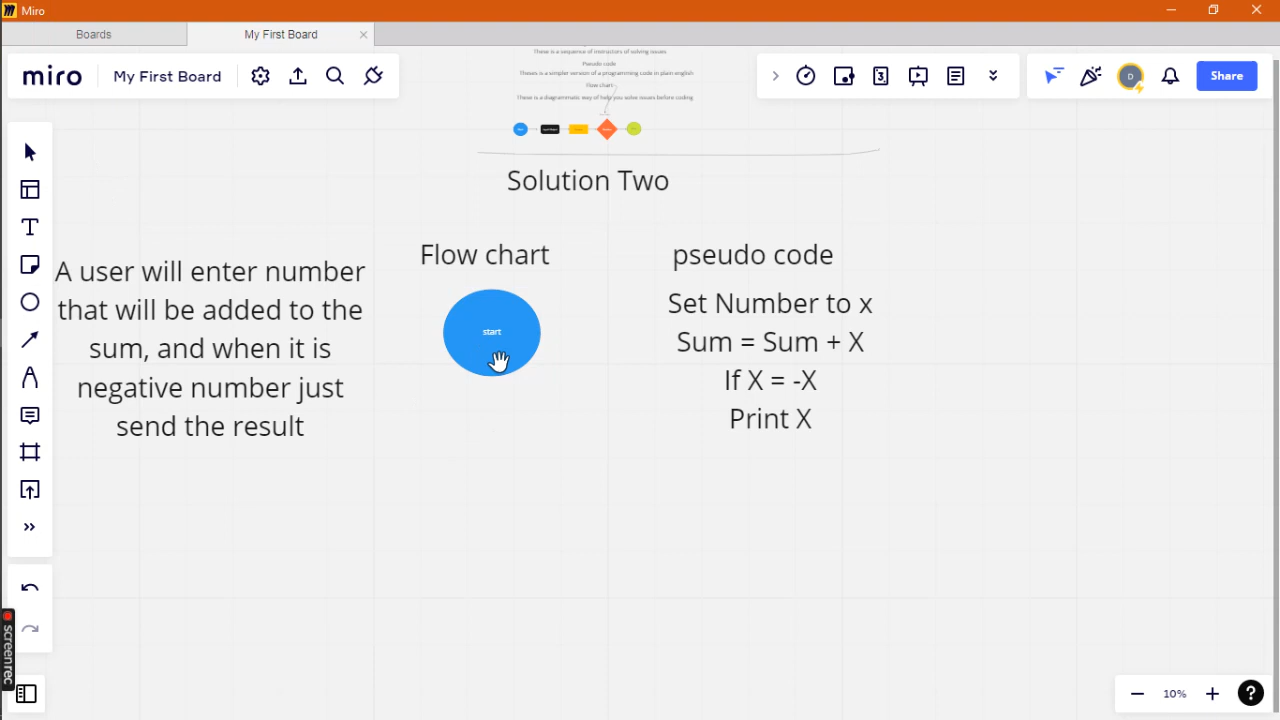 Miro
Boards
My First Board
miro
My First Board
Share
D
3
These is a sequence of instructors of solving issues
Pseudo code
Theses is a simpler version of a programming code in plain english
Flow chart
These is a diagrammatic way of help you solve issues before coding
Solution Two
Flow chart
pseudo code
A user will enter number
that will be added to the
sum, and when it is
negative number just
send the result
start
Set Number to x
Sum = Sum + X
If X = -X
Print X
screenrec
10%
?